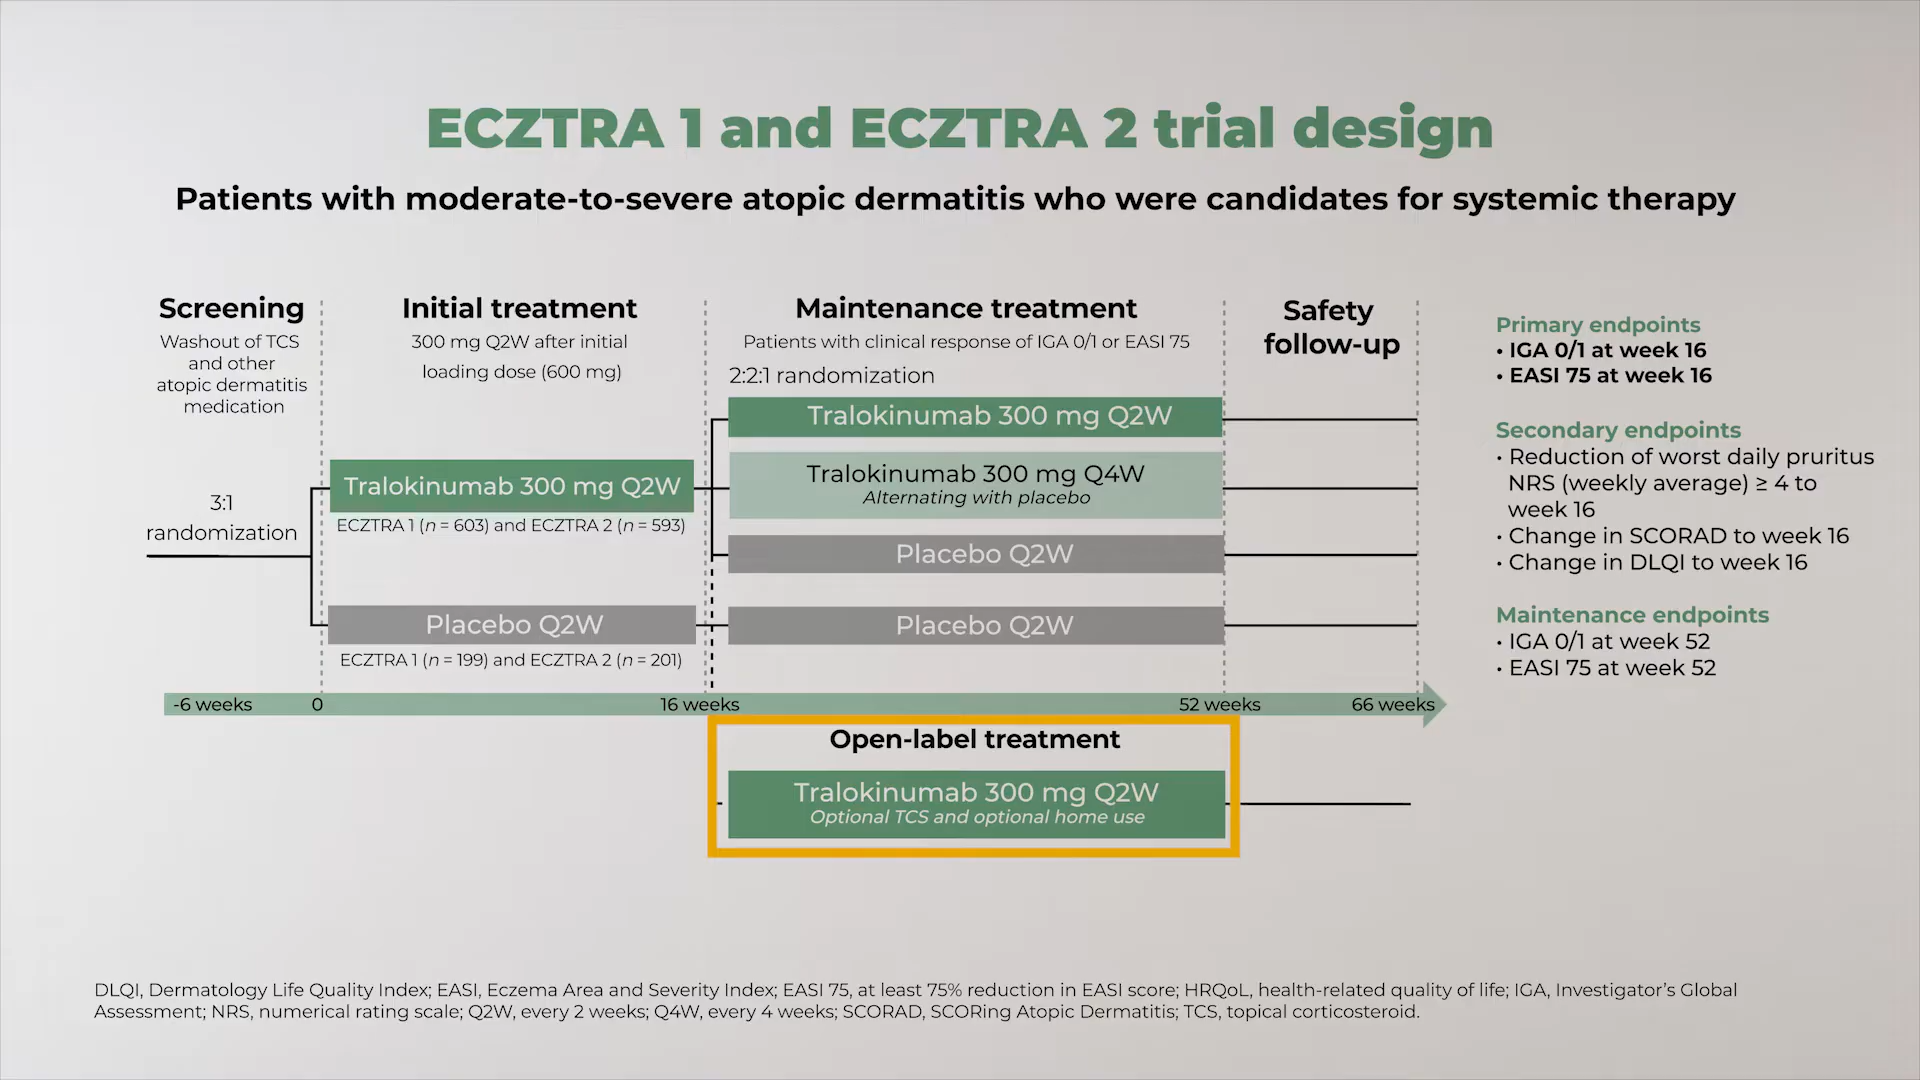 ECZTRA 1 and ECZTRA 2 trial design
Patients with moderate-to-severe atopic dermatitis who were candidates for systemic therapy
Screening
Washout of TCS
and other
atopic dermatitis
medication
3:1
randomization
Initial treatment
300 mg Q2W after initial
loading dose (600 mg)
Tralokinumab 300 mg Q2W
ECZTRA 1 (n = 603) and ECZTRA 2 (n = 593)
Placebo Q2W
ECZTRA 1 (n = 199) and ECZTRA 2 (n = 201)
Maintenance treatment
Patients with clinical response of IGA 0/1 or EASI 75
2:2:1 randomization
Tralokinumab 300 mg Q2W
Tralokinumab 300 mg Q4W
Alternating with placebo
Placebo Q2W
Placebo Q2W
Safety
follow-up
-6 weeks 0 16 weeks 52 weeks 66 weeks
Open-label treatment
Tralokinumab 300 mg Q2W
Optional TCS and optional home use
Primary endpoints
• IGA 0/1 at week 16
• EASI 75 at week 16
Secondary endpoints
• Reduction of worst daily pruritus
NRS (weekly average) ≥ 4 to
week 16
• Change in SCORAD to week 16
• Change in DLQI to week 16
Maintenance endpoints
• IGA 0/1 at week 52
• EASI 75 at week 52
DLQI, Dermatology Life Quality Index; EASI, Eczema Area and Severity Index; EASI 75, at least 75% reduction in EASI score; HRQoL, health-related quality of life; IGA, Investigator's Global
Assessment; NRS, numerical rating scale; Q2W, every 2 weeks; Q4W, every 4 weeks; SCORAD, SCORing Atopic Dermatitis; TCS, topical corticosteroid.